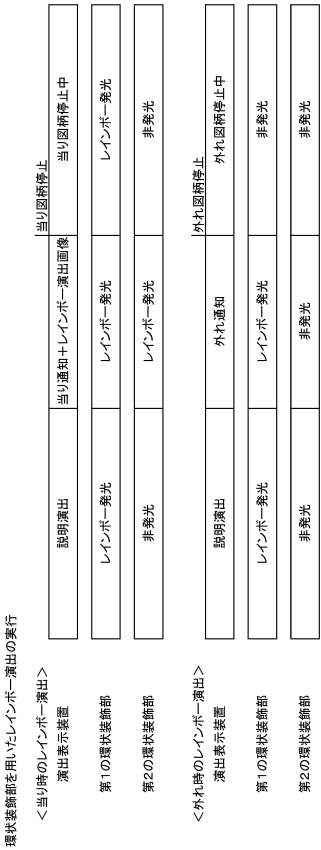 環状装飾部を用いたレインボー演出の実行
＜当り時のレインボー演出＞
当り図柄停止
演出表示装置 説明演出 当り通知＋レインボー演出画像 当り図柄停止中
第1の環状装飾部 レインボー発光 レインボー発光 レインボー発光
第2の環状装飾部 非発光 レインボー発光 非発光
＜外れ時のレインボー演出＞
外れ図柄停止
演出表示装置 説明演出 外れ通知 外れ図柄停止中
第1の環状装飾部 レインボー発光 レインボー発光 非発光
第2の環状装飾部 非発光 非発光 非発光